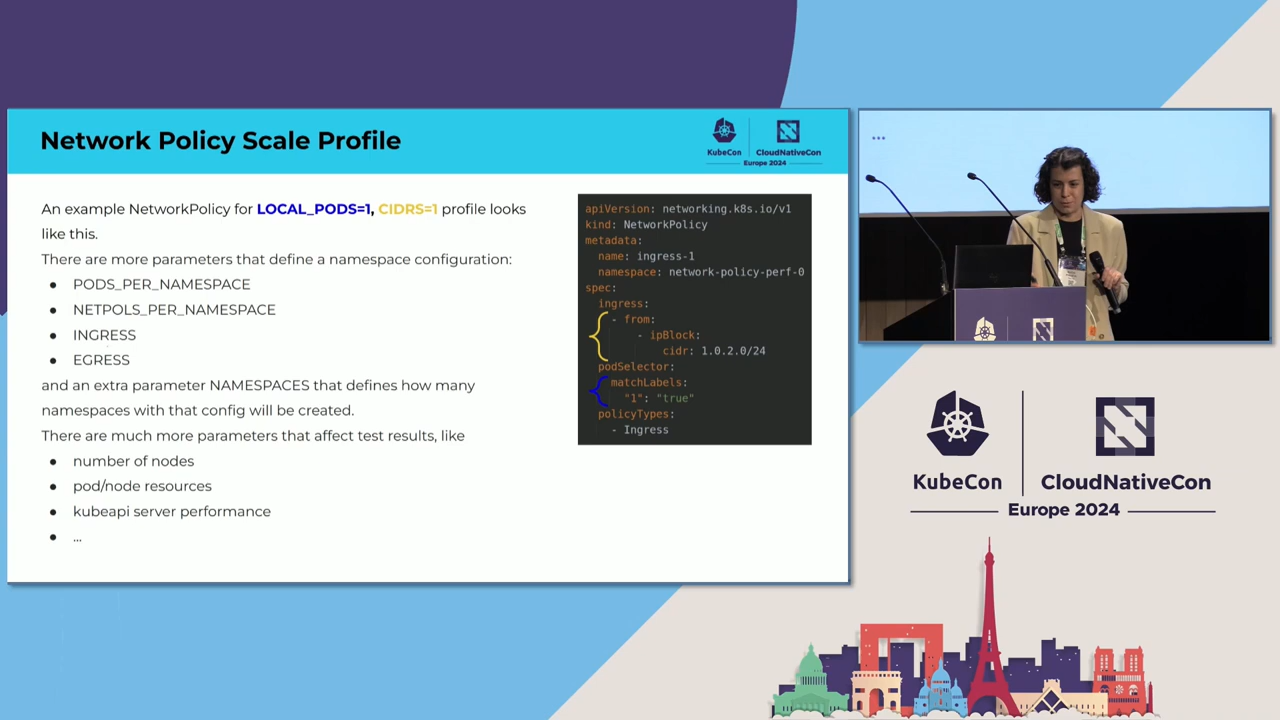 Network Policy Scale Profile
KubeCon
CloudNativeCon
Europe 2024
An example NetworkPolicy for LOCAL_PODS=1, CIDRS=1 profile looks
like this.
There are more parameters that define a namespace configuration:
● PODS_PER_NAMESPACE
● NETPOLS_PER_NAMESPACE
● INGRESS
● EGRESS
and an extra parameter NAMESPACES that defines how many
namespaces with that config will be created.
There are much more parameters that affect test results, like
● number of nodes
● pod/node resources
● kubeapi server performance
● ...
apiVersion: networking.k8s.io/v1
kind: NetworkPolicy
metadata:
  name: ingress-1
  namespace: network-policy-perf-0
spec:
  ingress:
    - from:
        - ipBlock:
            cidr: 1.0.2.0/24
  podSelector:
    matchLabels:
      "1": "true"
  policyTypes:
    - Ingress
...
KubeCon
CloudNativeCon
Europe 2024